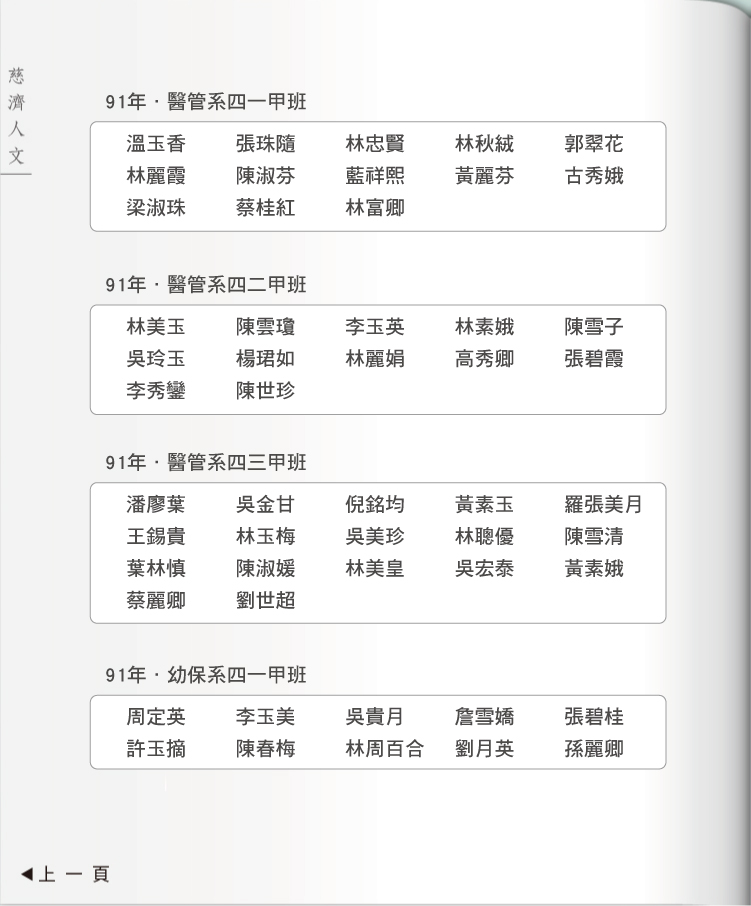 慈濟人文
91年·醫管系四一甲班
溫玉香 張珠隨 林忠賢 林秋絨 郭翠花
林麗霞 陳淑芬 藍祥熙 黃麗芬 古秀娥
梁淑珠 蔡桂紅 林富卿
91年·醫管系四二甲班
林美玉 陳雲瓊 李玉英 林素娥 陳雪子
吳玲玉 楊珺如 林麗娟 高秀卿 張碧霞
李秀鑾 陳世珍
91年·醫管系四三甲班
潘廖葉 吳金甘 倪銘均 黃素玉 羅張美月
王錫貴 林玉梅 吳美珍 林聰優 陳雪清
葉林慎 陳淑媛 林美皇 吳宏泰 黃素娥
蔡麗卿 劉世超
91年·幼保系四一甲班
周定英 李玉美 吳貴月 詹雪嬌 張碧桂
許玉摘 陳春梅 林周百合 劉月英 孫麗卿
◀上一頁